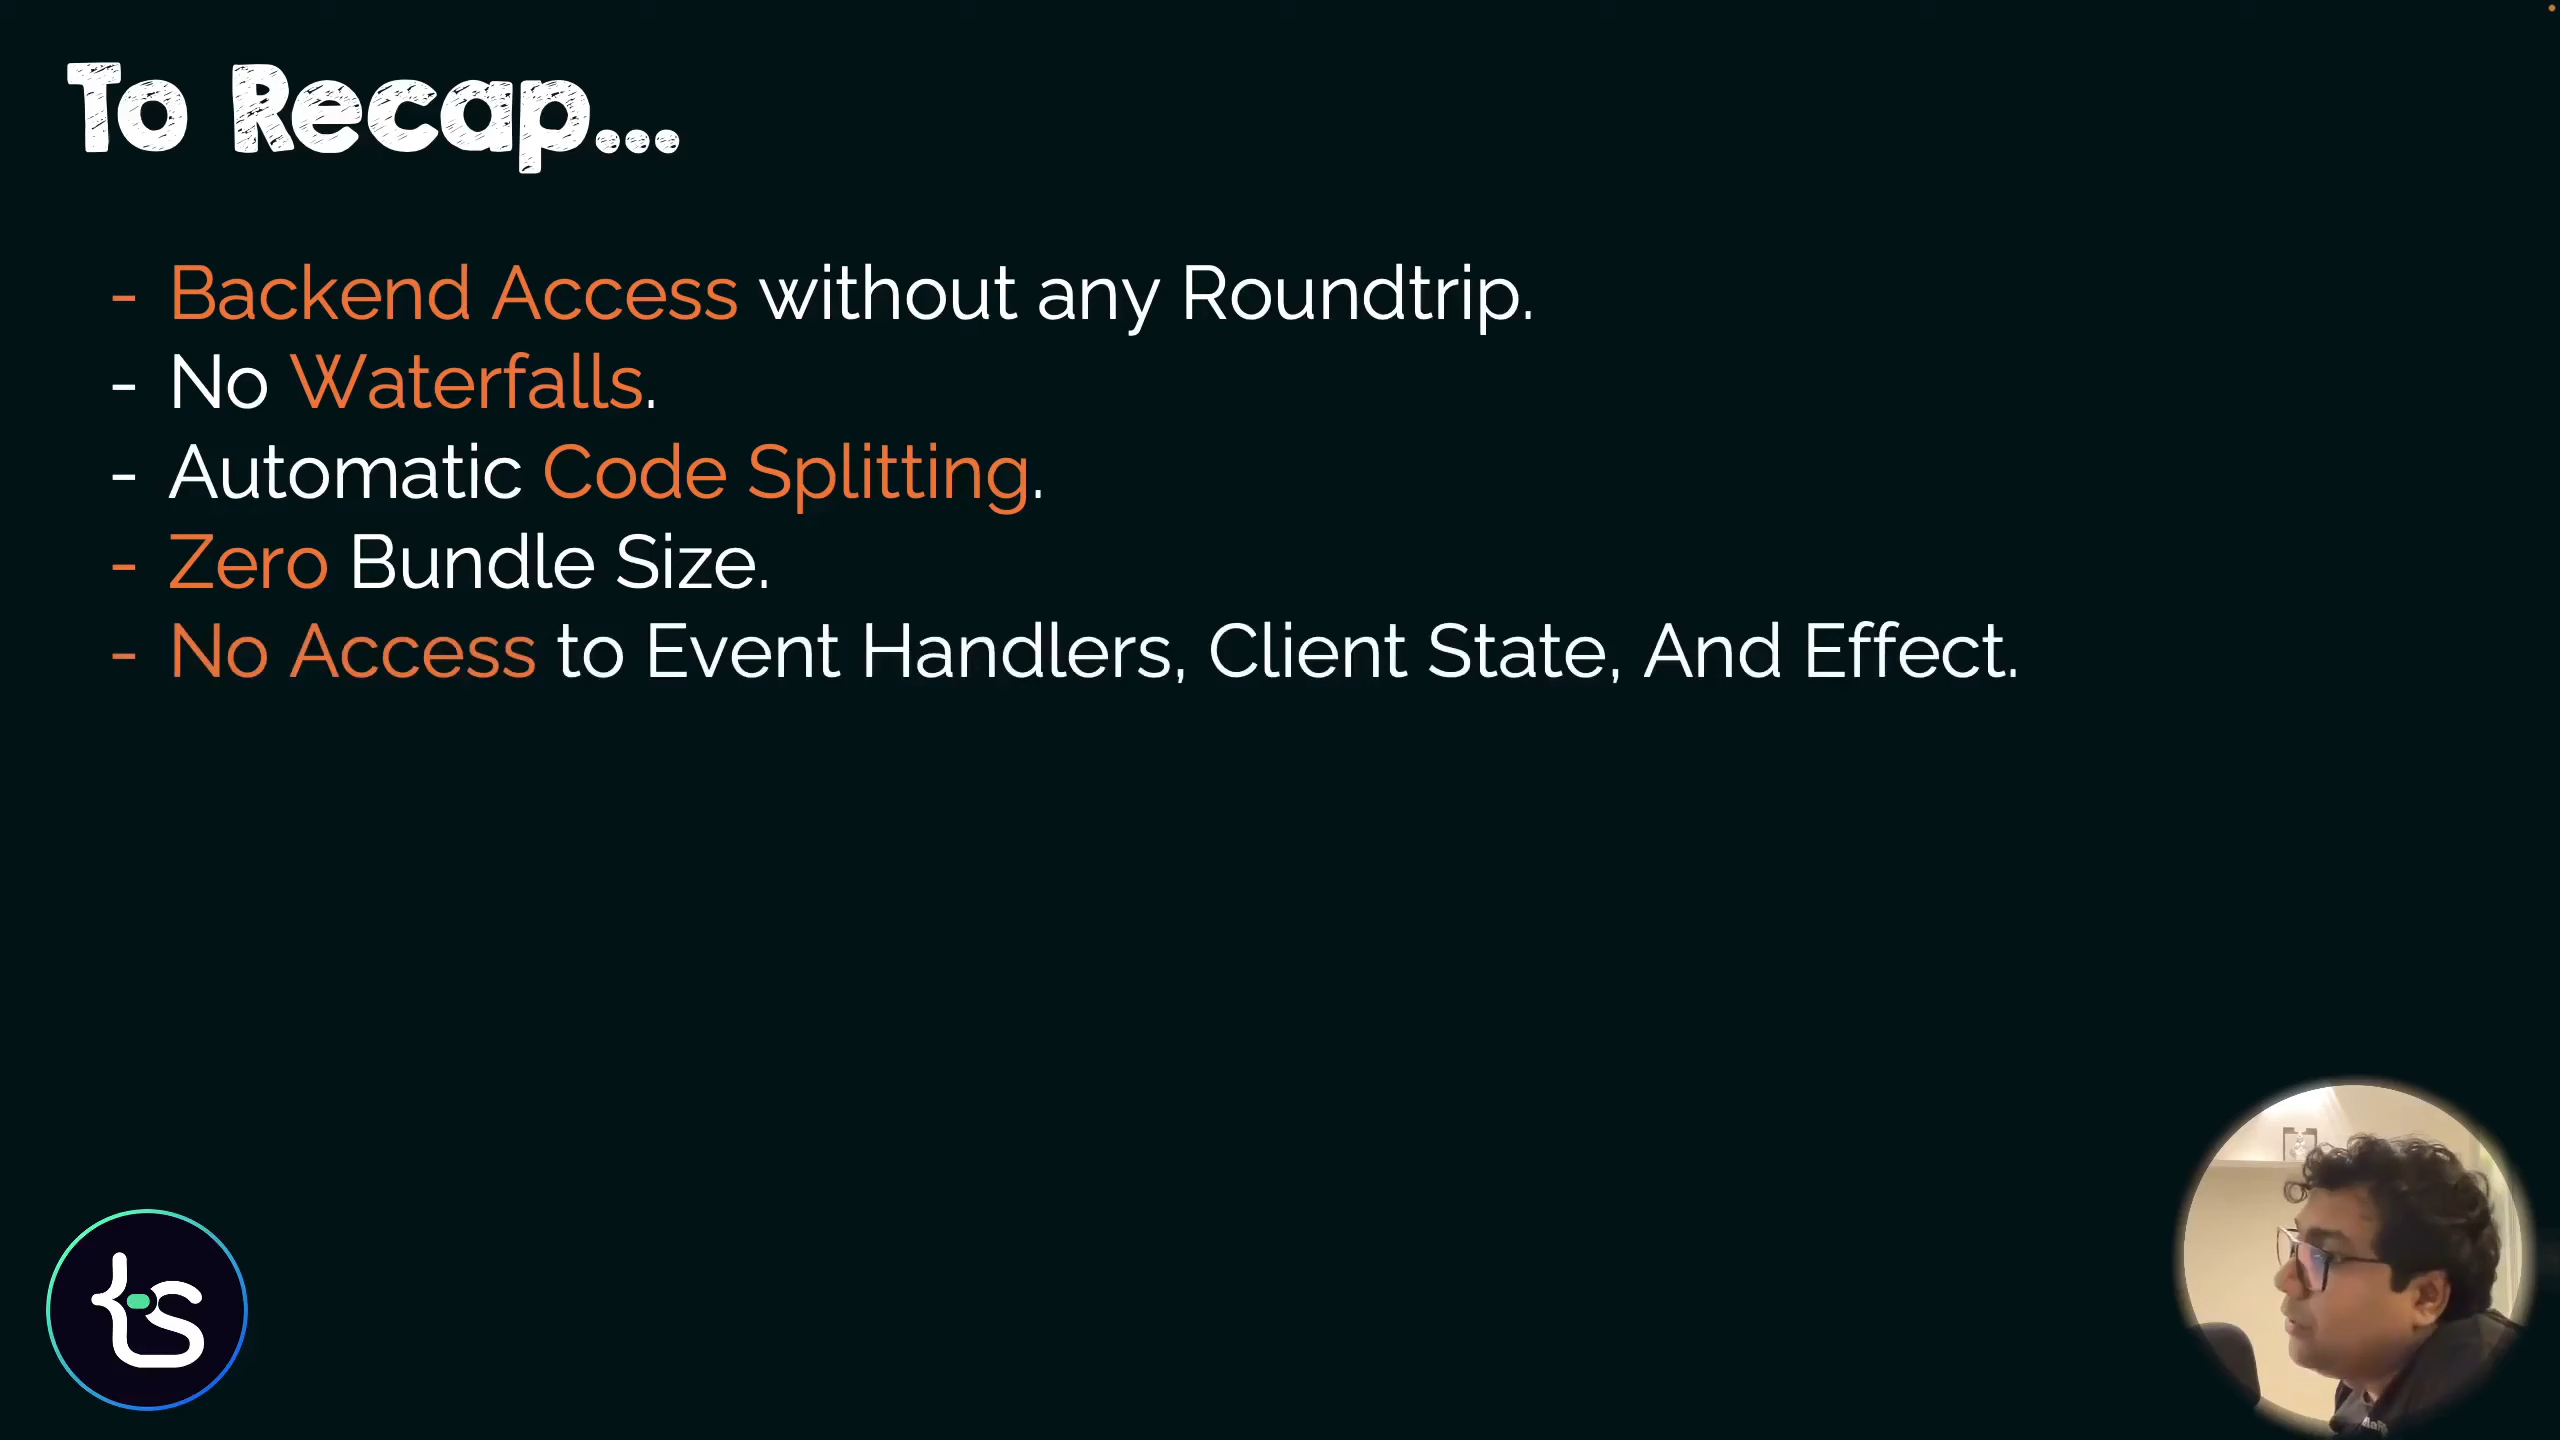 To Recap...
- Backend Access without any Roundtrip.
- No Waterfalls.
- Automatic Code Splitting.
- Zero Bundle Size.
- No Access to Event Handlers, Client State, And Effect.
ts